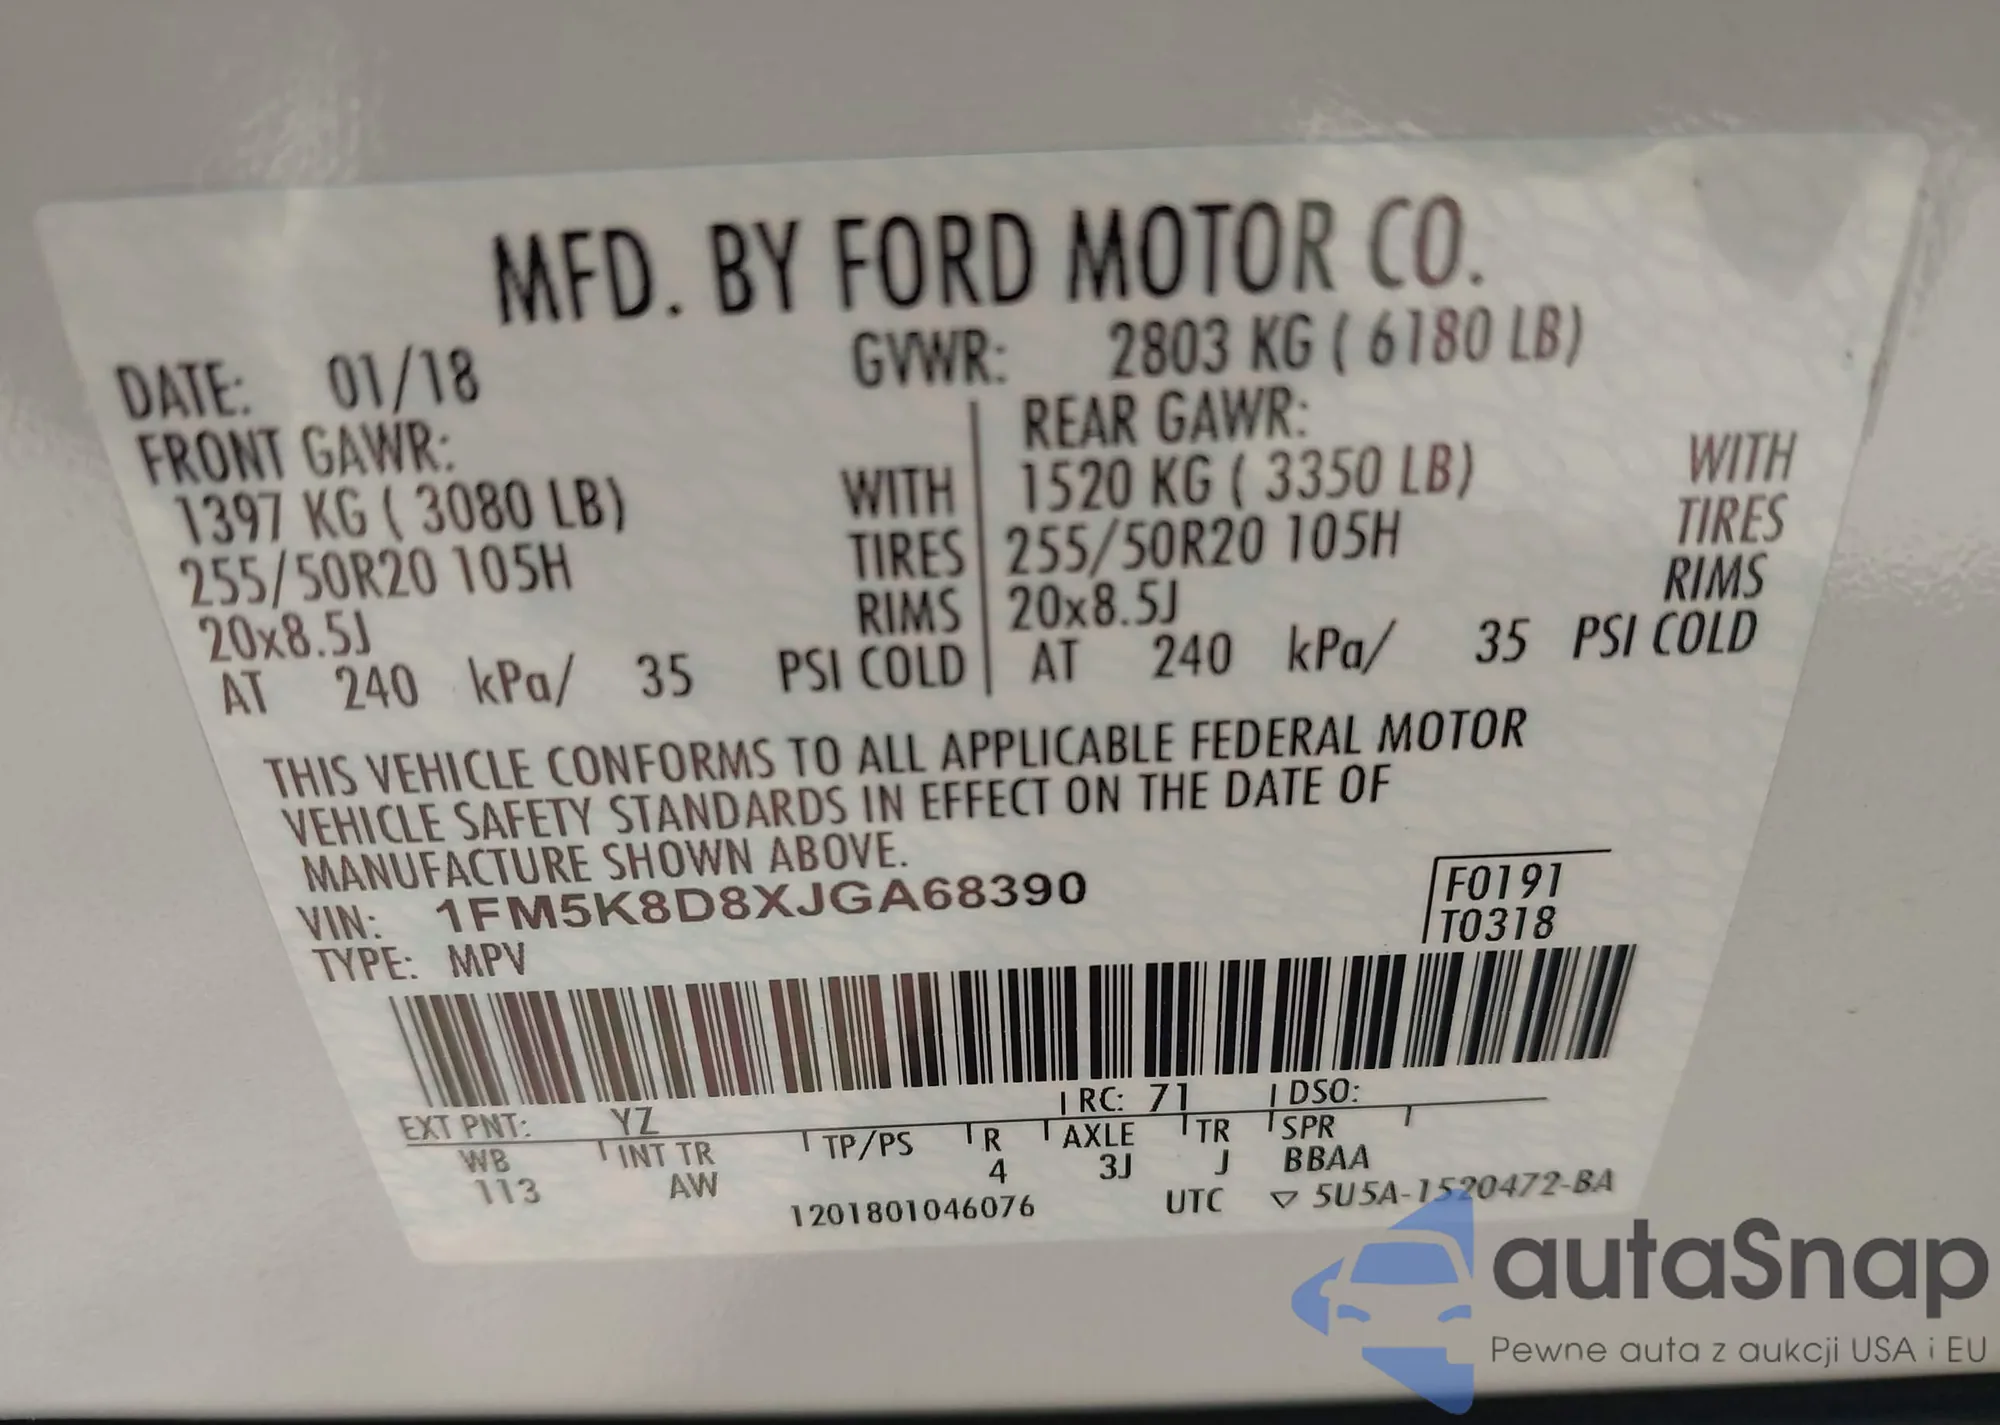 MFD. BY FORD MOTOR CO.
DATE: 01/18 GVWR: 2803 KG ( 6180 LB)
FRONT GAWR: REAR GAWR:
1397 KG ( 3080 LB) WITH 1520 KG ( 3350 LB) WITH
255/50R20 105H TIRES 255/50R20 105H TIRES
20x8.5J RIMS 20x8.5J RIMS
AT 240 kPa/ 35 PSI COLD AT 240 kPa/ 35 PSI COLD
THIS VEHICLE CONFORMS TO ALL APPLICABLE FEDERAL MOTOR
VEHICLE SAFETY STANDARDS IN EFFECT ON THE DATE OF
MANUFACTURE SHOWN ABOVE.
VIN: 1FM5K8D8XJGA68390 F0191
TYPE: MPV T0318
EXT PNT: YZ RC: 71 DSO:
WB INT TR TP/PS R AXLE TR SPR
113 AW 4 3J J BBAA
1201801046076 UTC ▽ 5U5A-1520472-BA
autaSnap
Pewne auta z aukcji USA i EU